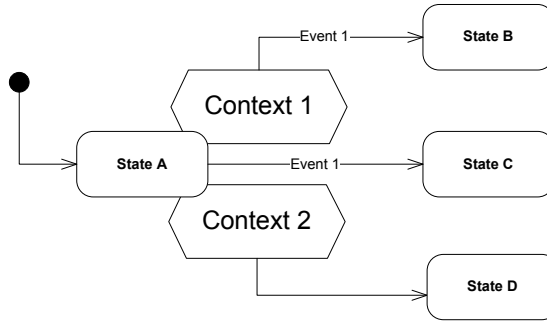 Event 1
State B
Context 1
State A
Event 1
State C
Context 2
State D